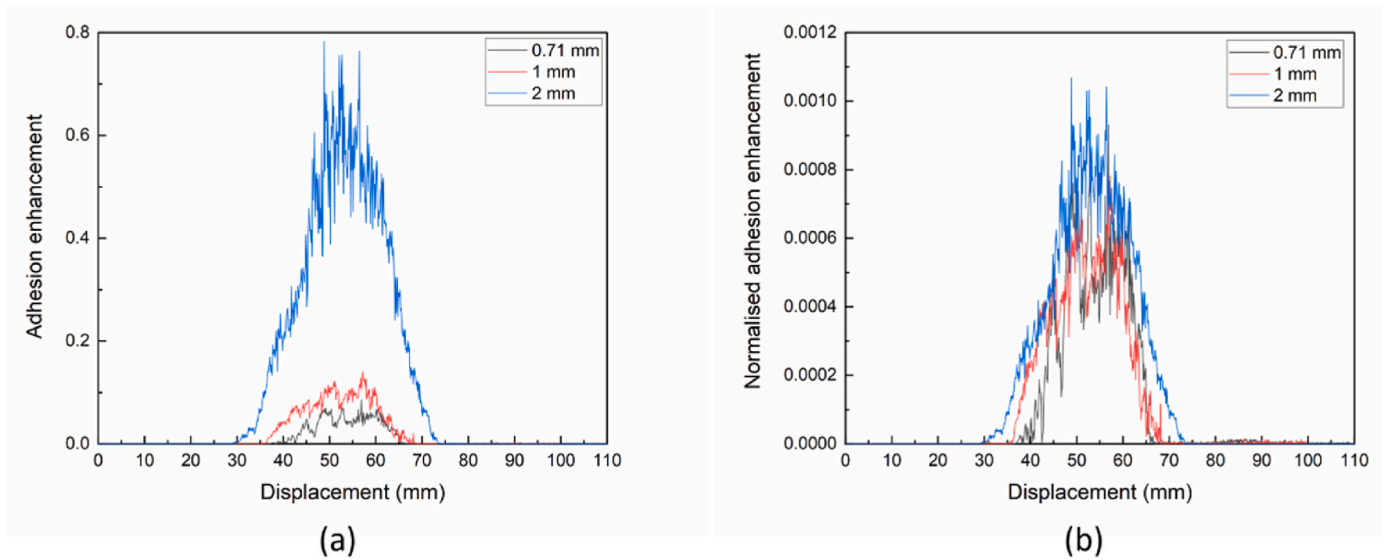 0.8
0.6
0.4
0.2
0.0
Adhesion enhancement
0.71 mm
1 mm
2 mm
0 10 20 30 40 50 60 70 80 90 100 110
Displacement (mm)
(a)
0.0012
0.0010
0.0008
0.0006
0.0004
0.0002
0.0000
Normalised adhesion enhancement
0.71 mm
1 mm
2 mm
0 10 20 30 40 50 60 70 80 90 100 110
Displacement (mm)
(b)